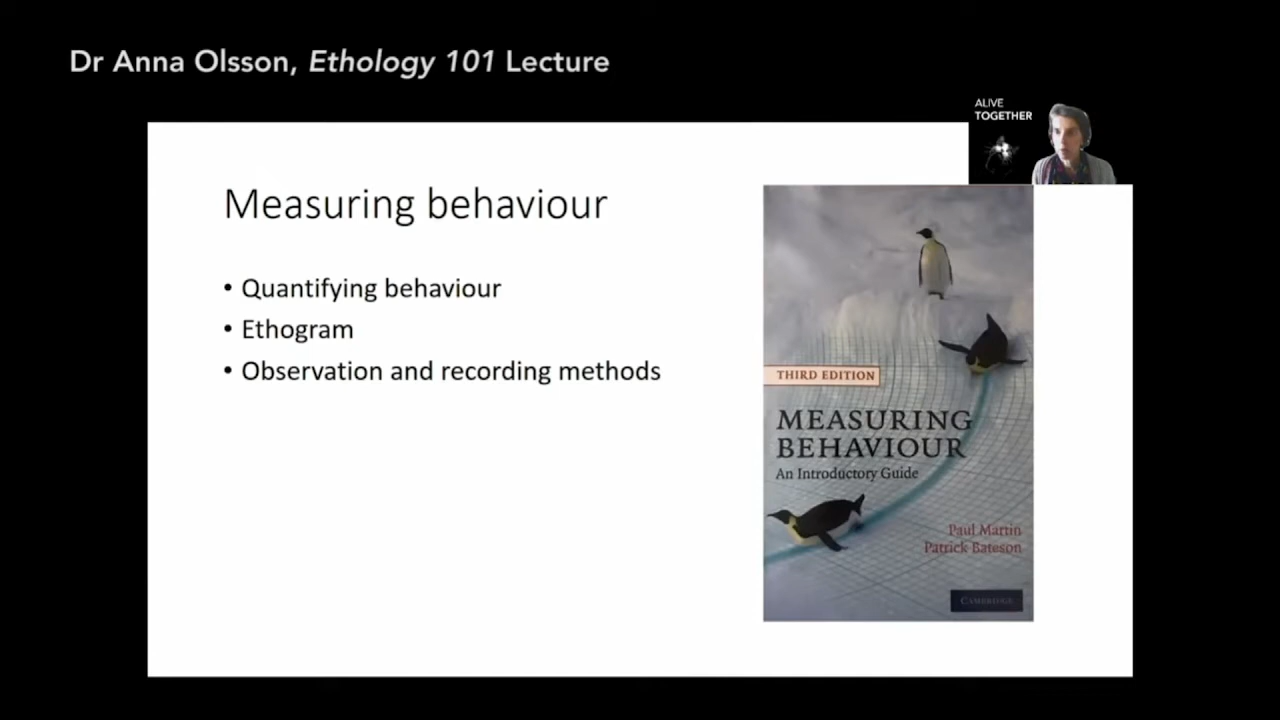 Dr Anna Olsson, Ethology 101 Lecture
ALIVE
TOGETHER
Measuring behaviour
• Quantifying behaviour
• Ethogram
• Observation and recording methods
THIRD EDITION
MEASURING
BEHAVIOUR
An Introductory Guide
Paul Martin
Patrick Bateson
CAMBRIDGE